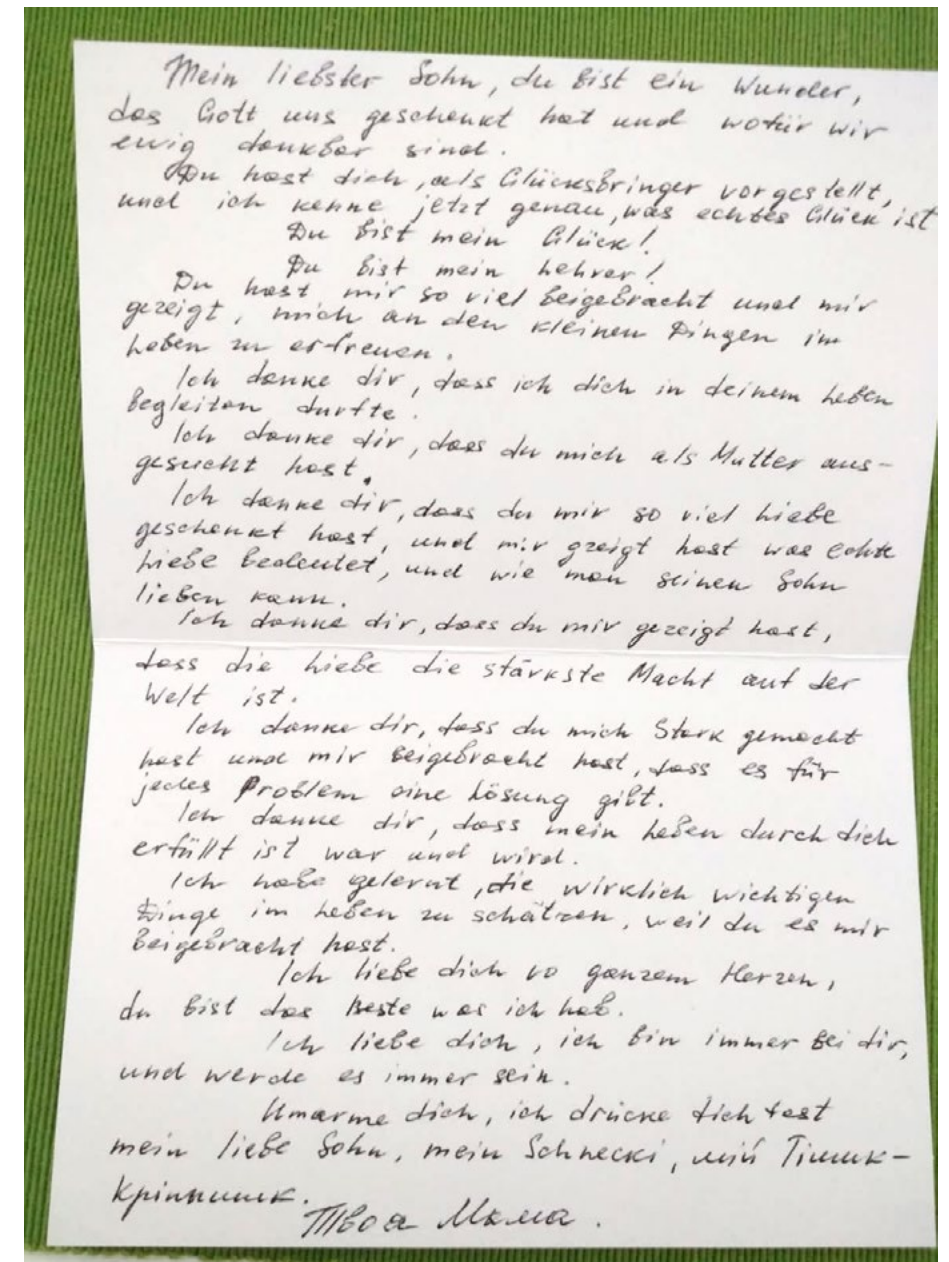 Mein liebster Sohn, du bist ein Wunder,
das Gott uns geschenkt hat und wofür wir
ewig dankbar sind.
Du hast dich, als Glücksbringer vorgestellt,
und ich kenne jetzt genau, was echtes Glück ist
Du bist mein Glück!
Du bist mein Lehrer!
Du hast mir so viel beigebracht und mir
gezeigt, mich an den kleinen Dingen im
Leben zu erfreuen.
Ich danke dir, dass ich dich in deinem Leben
begleiten durfte.
Ich danke dir, dass du mich als Mutter aus-
gesucht hast.
Ich danke dir, dass du mir so viel Liebe
geschenkt hast, und mir gzeigt hast was echte
Liebe bedeutet, und wie man seinen Sohn
lieben kann.
Ich danke dir, dass du mir gezeigt hast,
dass die Liebe die stärkste Macht auf der
Welt ist.
Ich danke dir, dass du mich Stark gemacht
hast und mir beigebracht hast, dass es für
jedes Problem eine Lösung gibt.
Ich danke dir, dass mein Leben durch dich
erfüllt ist war und wird.
Ich habe gelernt, die wirklich wichtigen
Dinge im Leben zu schätzen, weil du es mir
beigebracht hast.
Ich liebe dich vo ganzem Herzen,
du bist das Beste was ich hab.
Ich liebe dich, ich bin immer bei dir,
und werde es immer sein.
Umarme dich, ich drücke dich fest
mein liebe Sohn, mein Schnecki, мій Тімик-
Твоя Мама.